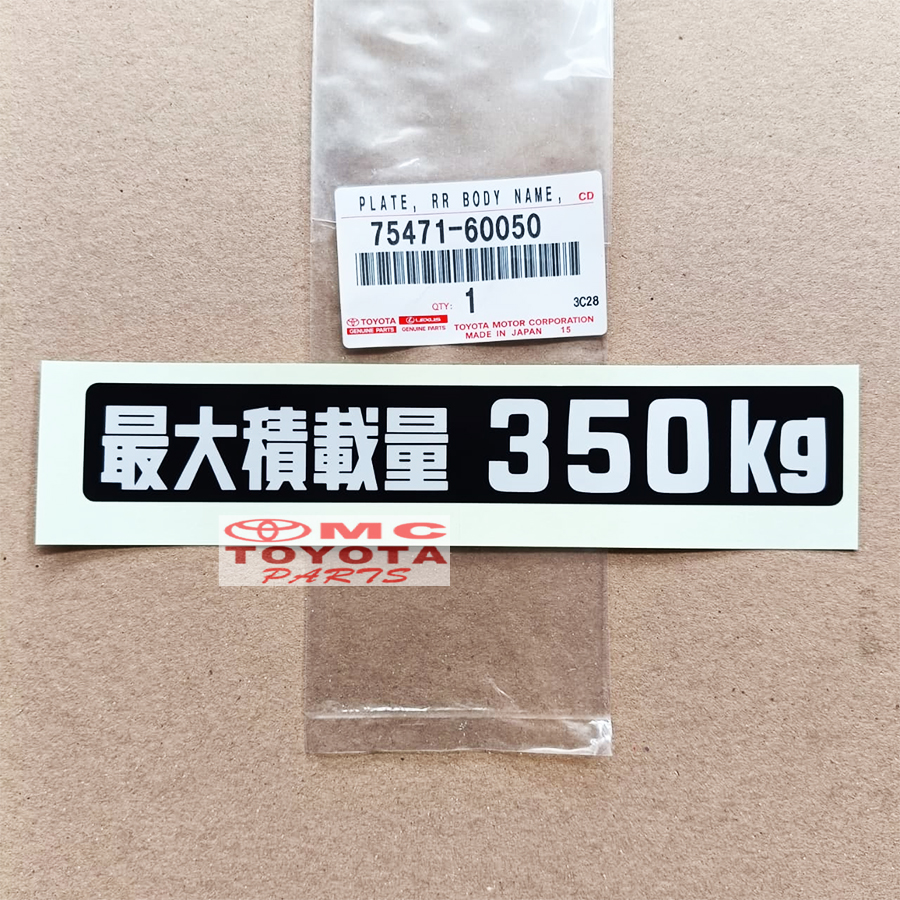 PLATE, RR BODY NAME, CD
75471-60050
QTY: 1 3C28
TOYOTA LEXUS
GENUINE PARTS GENUINE PARTS
TOYOTA MOTOR CORPORATION
MADE IN JAPAN 15
最大積載量 350kg
MC
TOYOTA
PARTS